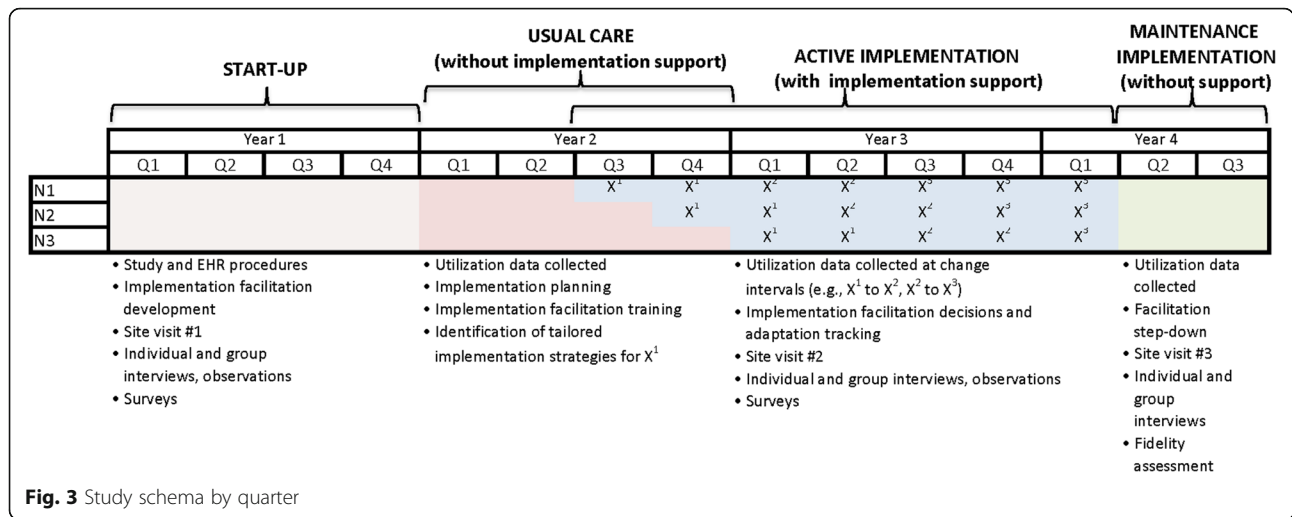 START-UP
USUAL CARE
(without implementation support)
ACTIVE IMPLEMENTATION
(with implementation support)
MAINTENANCE
IMPLEMENTATION
(without support)
Year 1 Year 2 Year 3 Year 4
Q1 Q2 Q3 Q4 Q1 Q2 Q3 Q4 Q1 Q2 Q3 Q4 Q1 Q2 Q3
N1 X¹ X¹ X² X² X³ X³ X³
N2 X¹ X¹ X² X² X³ X³
N3 X¹ X¹ X² X² X³
• Study and EHR procedures
• Implementation facilitation
development
• Site visit #1
• Individual and group
interviews, observations
• Surveys
• Utilization data collected
• Implementation planning
• Implementation facilitation training
• Identification of tailored
implementation strategies for X¹
• Utilization data collected at change
intervals (e.g., X¹ to X², X² to X³)
• Implementation facilitation decisions and
adaptation tracking
• Site visit #2
• Individual and group interviews, observations
• Surveys
• Utilization data
collected
• Facilitation
step-down
• Site visit #3
• Individual and
group
interviews
• Fidelity
assessment
Fig. 3 Study schema by quarter